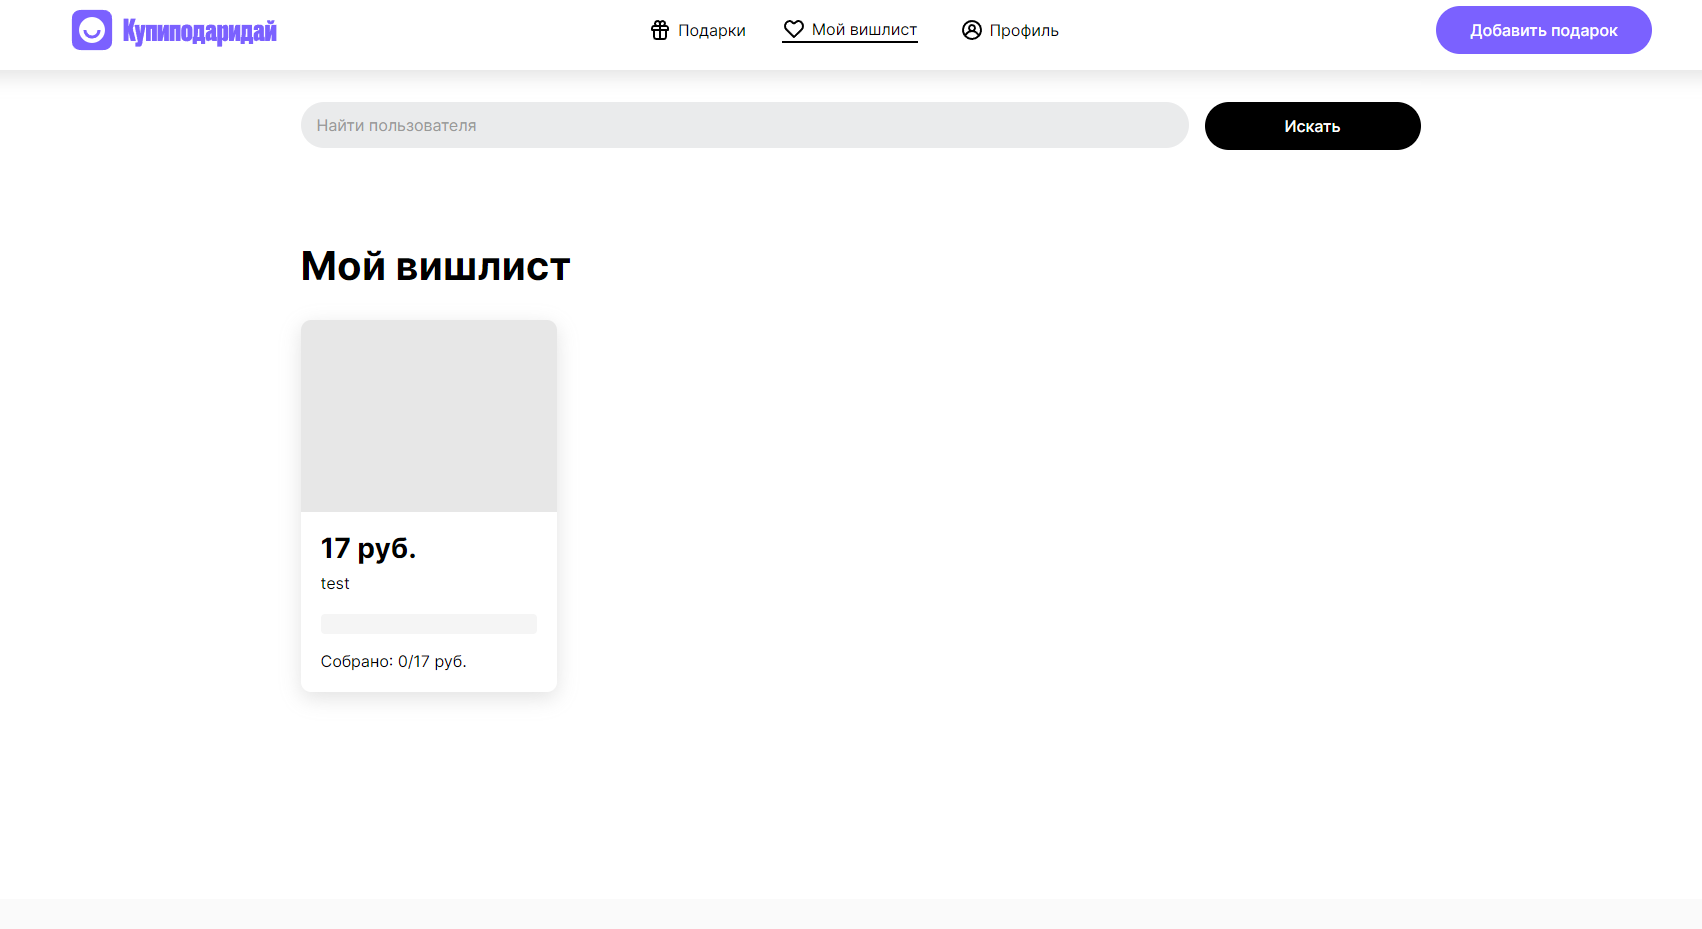 Купиподаридай
Подарки
Мой вишлист
Профиль
Добавить подарок
Найти пользователя
Искать
Мой вишлист
17 руб.
test
Собрано: 0/17 руб.